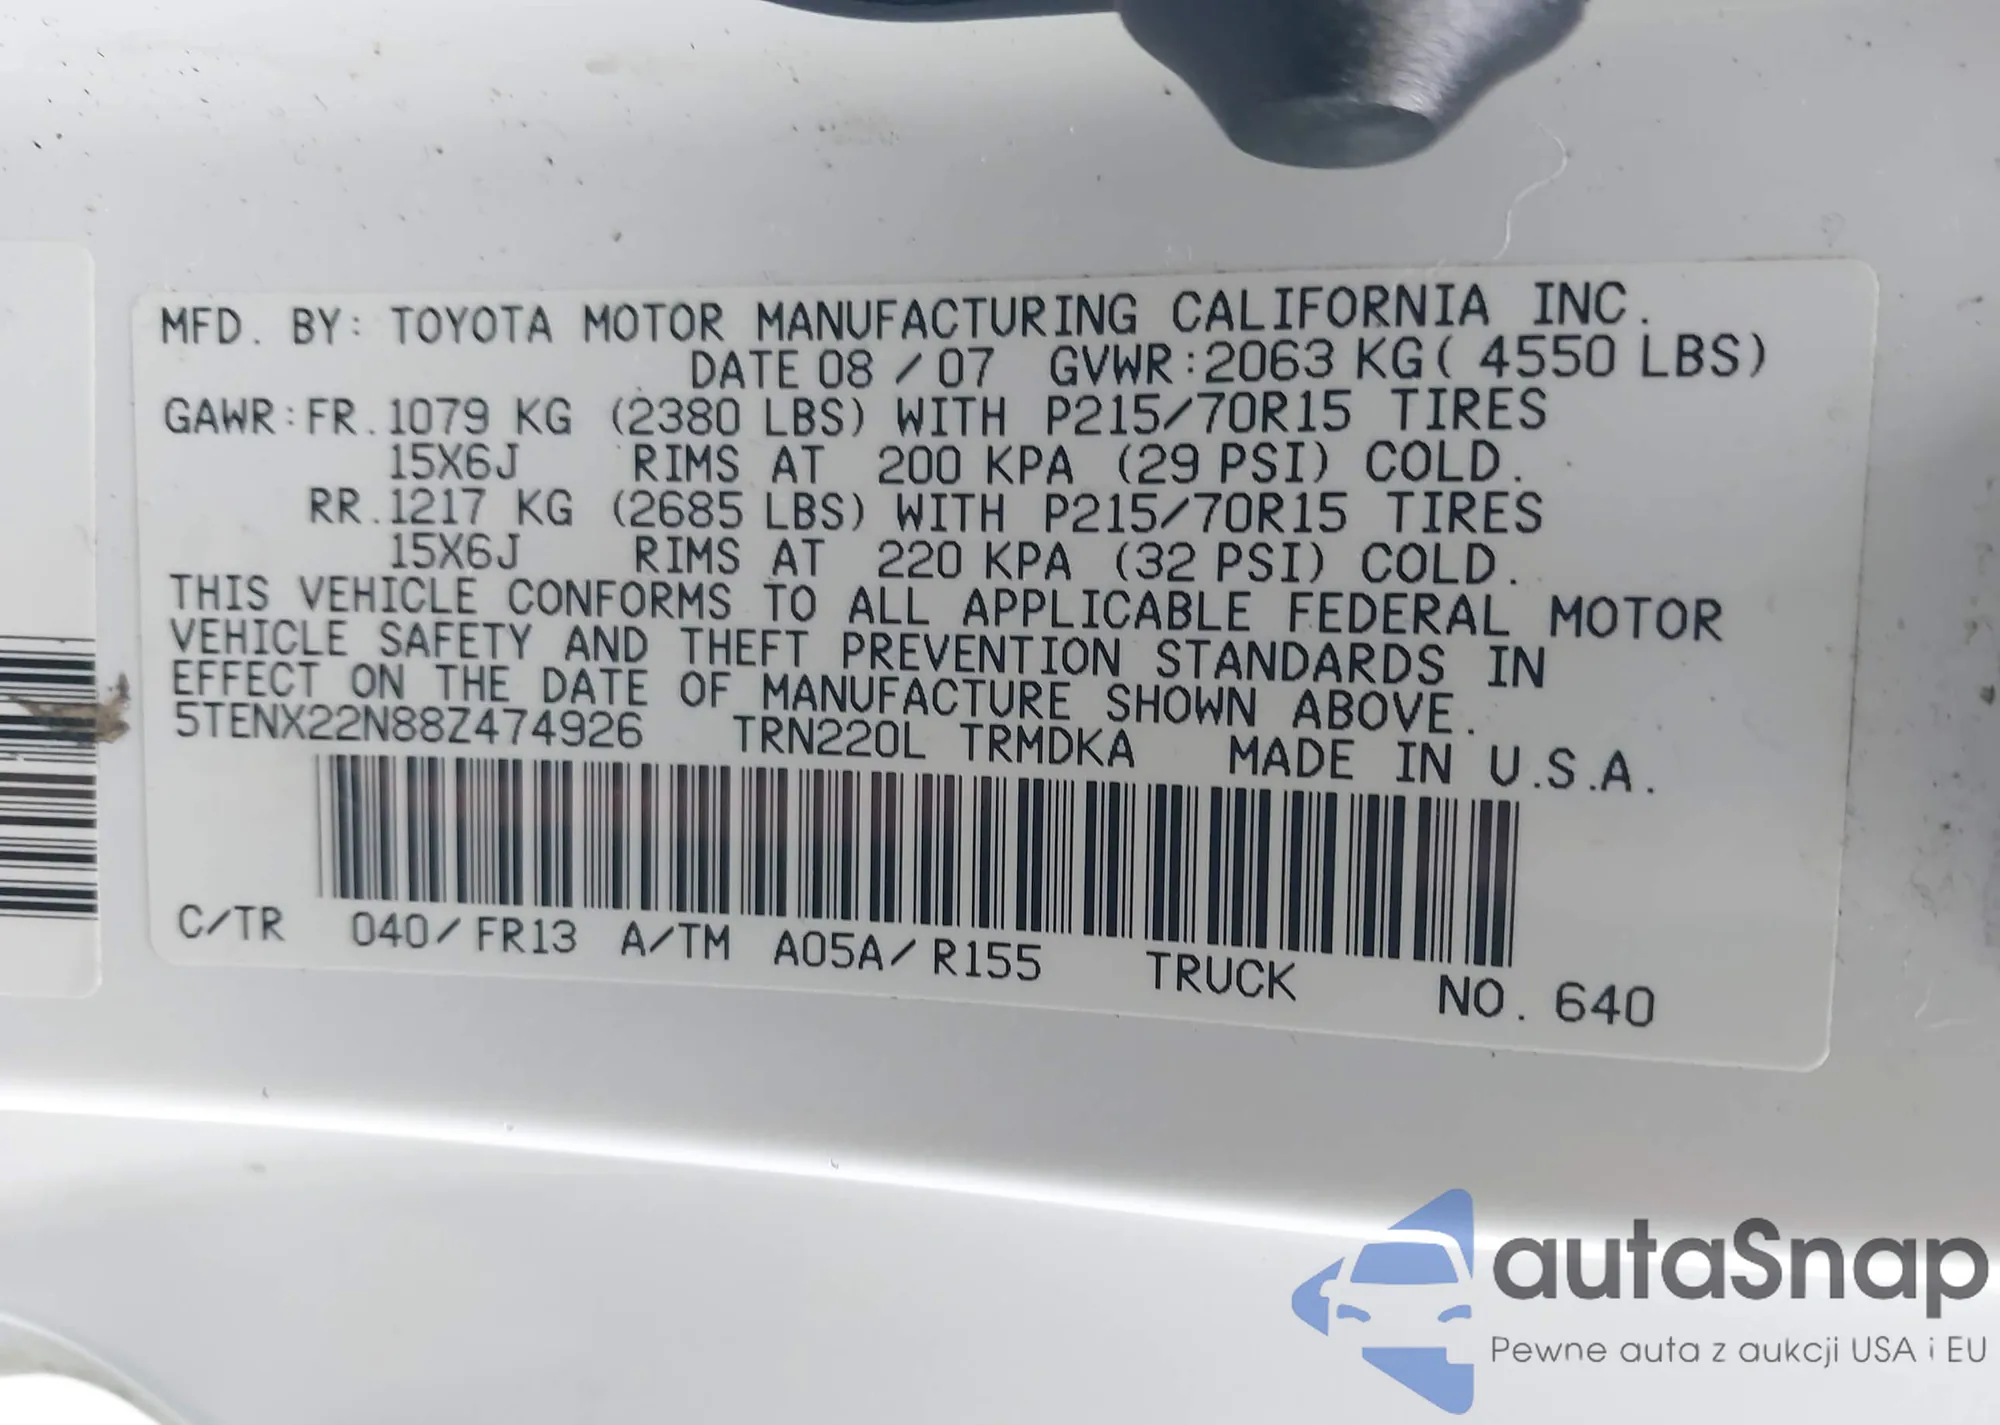 MFD. BY: TOYOTA MOTOR MANUFACTURING CALIFORNIA INC.
DATE 08 / 07 GVWR: 2063 KG ( 4550 LBS)
GAWR: FR. 1079 KG (2380 LBS) WITH P215/70R15 TIRES
15X6J RIMS AT 200 KPA (29 PSI) COLD.
RR. 1217 KG (2685 LBS) WITH P215/70R15 TIRES
15X6J RIMS AT 220 KPA (32 PSI) COLD.
THIS VEHICLE CONFORMS TO ALL APPLICABLE FEDERAL MOTOR
VEHICLE SAFETY AND THEFT PREVENTION STANDARDS IN
EFFECT ON THE DATE OF MANUFACTURE SHOWN ABOVE.
5TENX22N88Z474926 TRN220L TRMDKA MADE IN U.S.A.
C/TR 040/FR13 A/TM A05A/R155 TRUCK NO. 640
autaSnap
Pewne auta z aukcji USA i EU